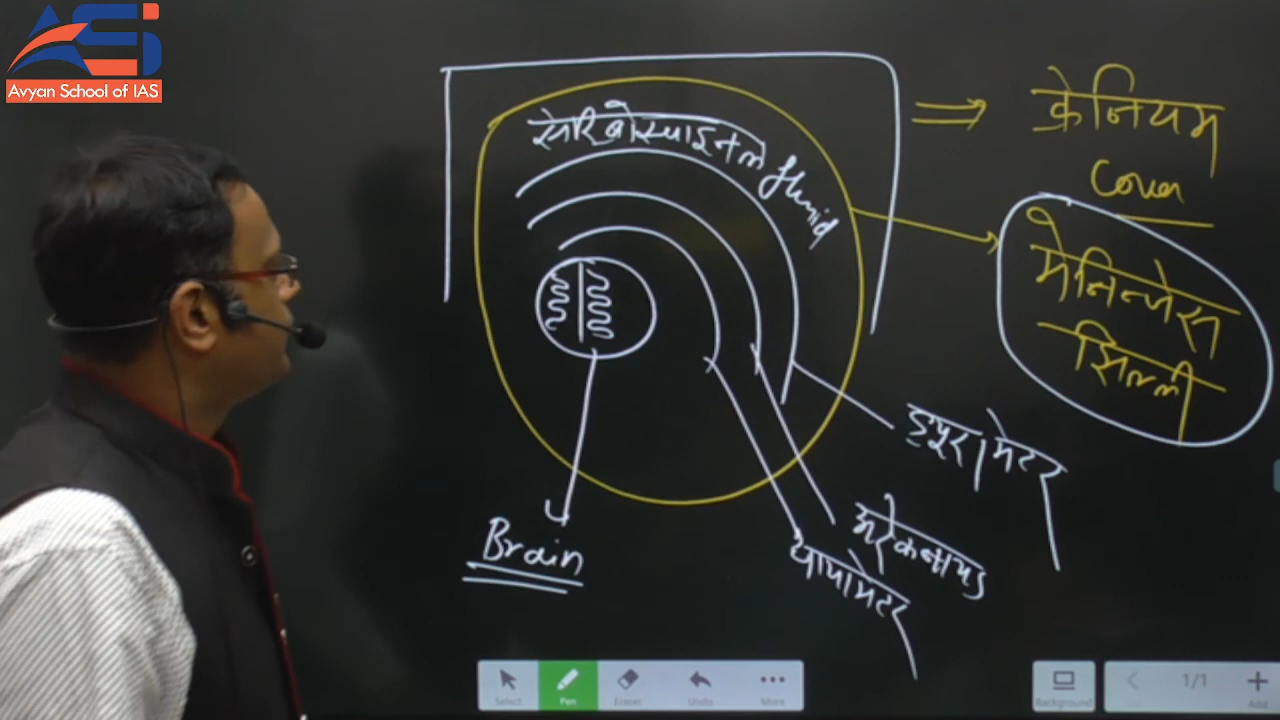 ASi
Avyan School of IAS
सेरिब्रोस्पाइनल fluid
क्रेनियम
Cover
मेनिन्जेस
झिल्ली
ड्यूरामेटर
अरेकनायड
पायामेटर
Brain
Select
Pen
Eraser
Undo
More
Background
1/1
Add